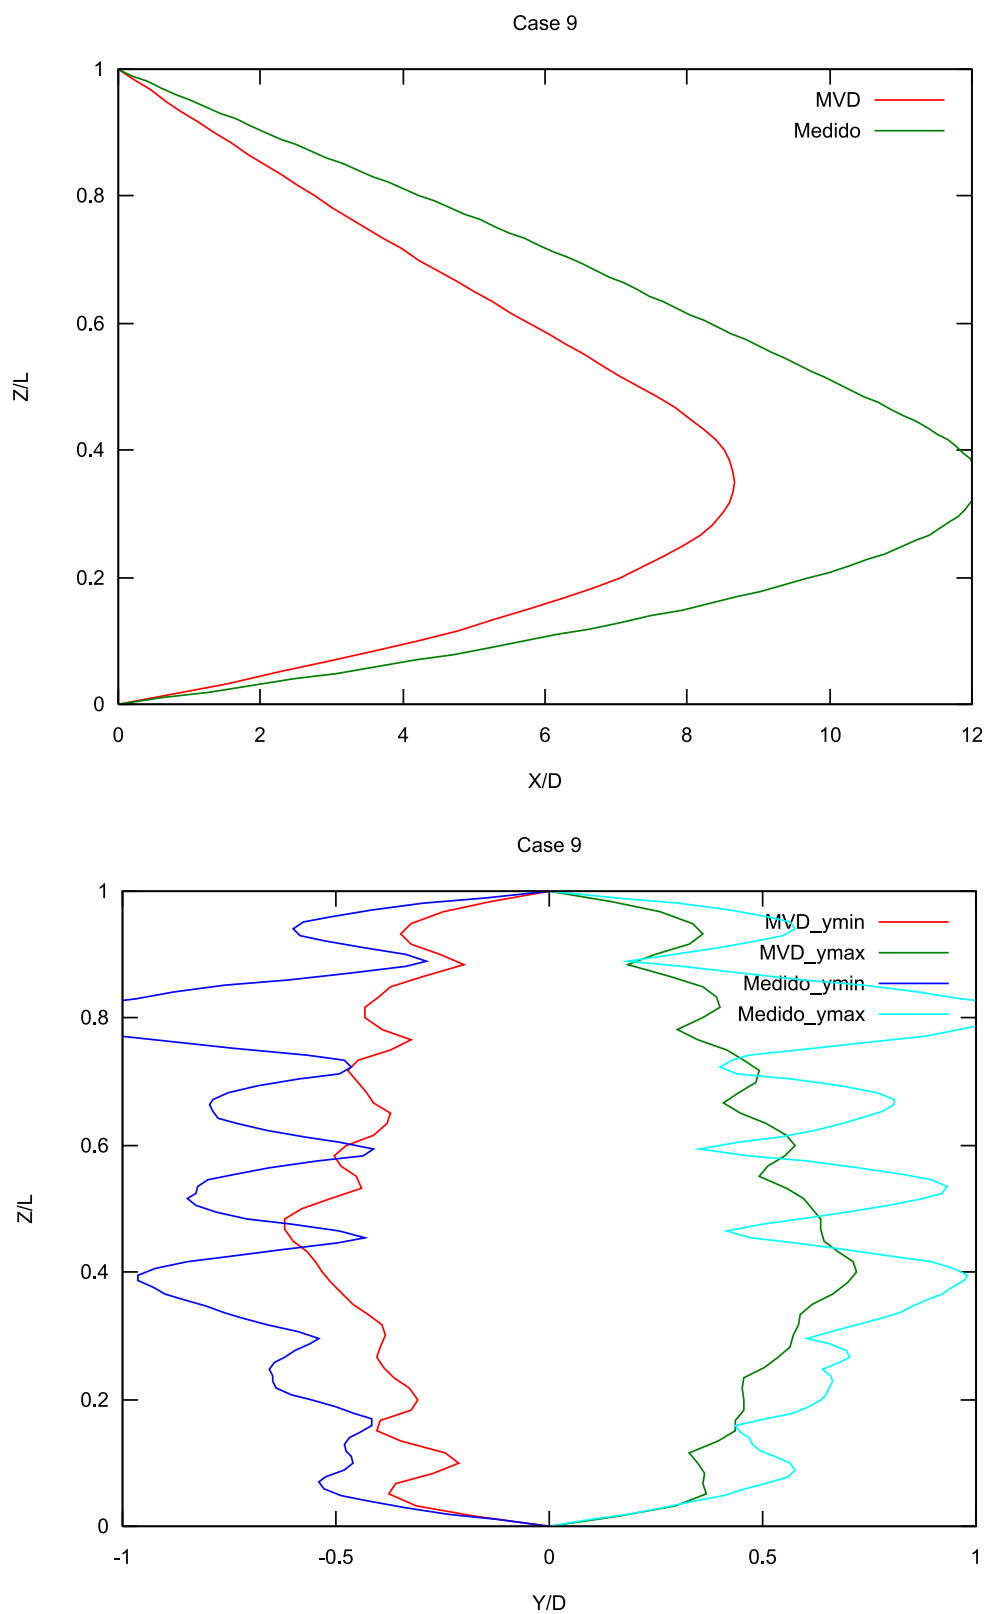 Case 9
1
MVD
Medido
0.8
0.6
Z/L
0.4
0.2
0
0 2 4 6 8 10 12
X/D
Case 9
1
MVD_ymin
MVD_ymax
Medido_ymin
0.8
Medido_ymax
0.6
Z/L
0.4
0.2
0
-1 -0.5 0 0.5 1
Y/D